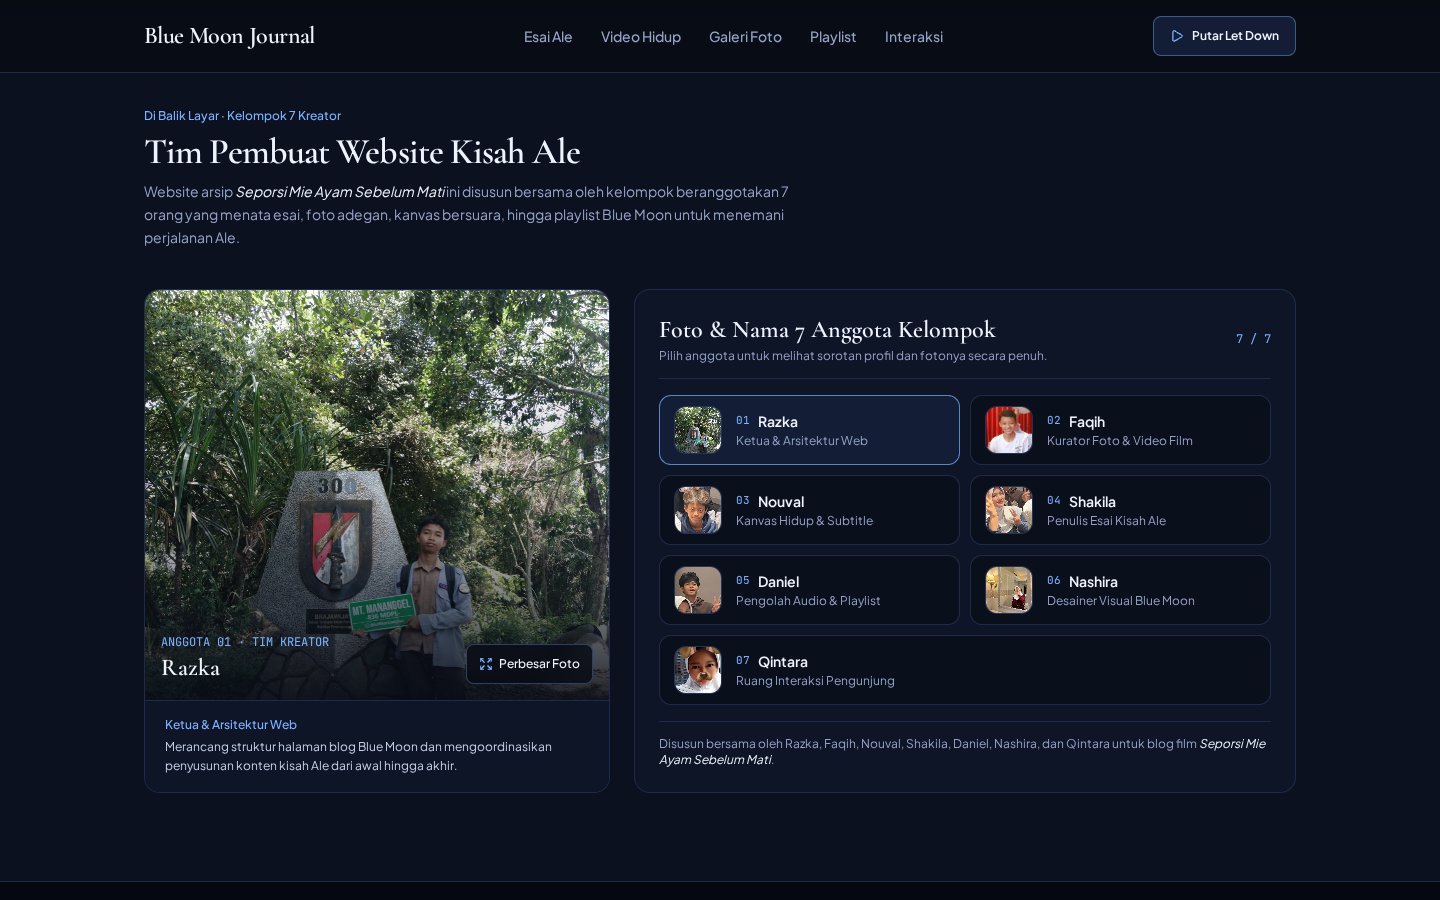 Blue Moon Journal
Esai Ale
Video Hidup
Galeri Foto
Playlist
Interaksi
Putar Let Down
Di Balik Layar · Kelompok 7 Kreator
Tim Pembuat Website Kisah Ale
Website arsip Seporsi Mie Ayam Sebelum Mati ini disusun bersama oleh kelompok beranggotakan 7
orang yang menata esai, foto adegan, kanvas bersuara, hingga playlist Blue Moon untuk menemani
perjalanan Ale.
300
MT. MANANGGEL
ANGGOTA 01 · TIM KREATOR
Razka
Perbesar Foto
Ketua & Arsitektur Web
Merancang struktur halaman blog Blue Moon dan mengoordinasikan
penyusunan konten kisah Ale dari awal hingga akhir.
Foto & Nama 7 Anggota Kelompok
Pilih anggota untuk melihat sorotan profil dan fotonya secara penuh.
7 / 7
01 Razka
Ketua & Arsitektur Web
02 Faqih
Kurator Foto & Video Film
03 Nouval
Kanvas Hidup & Subtitle
04 Shakila
Penulis Esai Kisah Ale
05 Daniel
Pengolah Audio & Playlist
06 Nashira
Desainer Visual Blue Moon
07 Qintara
Ruang Interaksi Pengunjung
Disusun bersama oleh Razka, Faqih, Nouval, Shakila, Daniel, Nashira, dan Qintara untuk blog film Seporsi Mie
Ayam Sebelum Mati.